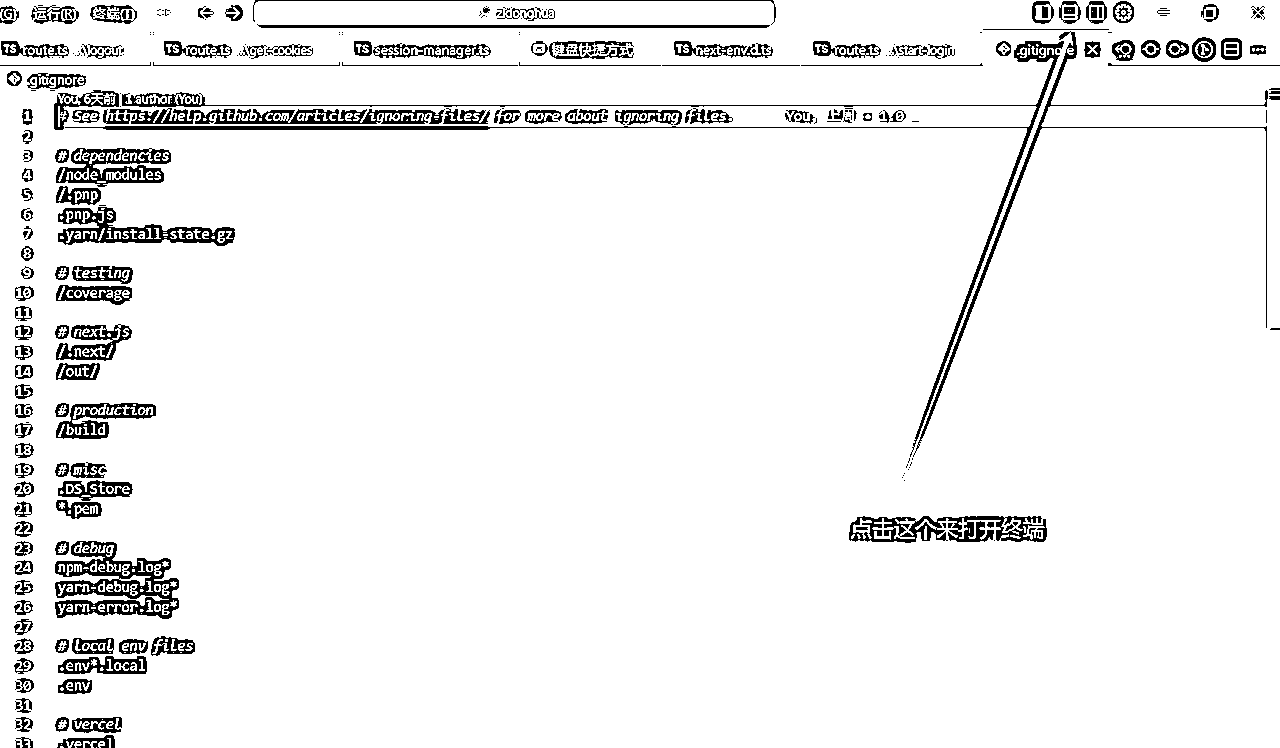 (G) 运行(R) 终端(T) zidonghua
TS route.ts ...\logout TS route.ts ...\get-cookies TS session-manager.ts 键盘快捷方式 TS next-env.d.ts TS route.ts ...\start-login .gitignore
.gitignore
You, 6天前 | 1 author (You)
1 # See https://help.github.com/articles/ignoring-files/ for more about ignoring files. You, 上周 • 1.0
2
3 # dependencies
4 /node_modules
5 /.pnp
6 .pnp.js
7 .yarn/install-state.gz
8
9 # testing
10 /coverage
11
12 # next.js
13 /.next/
14 /out/
15
16 # production
17 /build
18
19 # misc
20 .DS_Store
21 *.pem
22
点击这个来打开终端
23 # debug
24 npm-debug.log*
25 yarn-debug.log*
26 yarn-error.log*
27
28 # local env files
29 .env*.local
30 .env
31
32 # vercel
33 .vercel